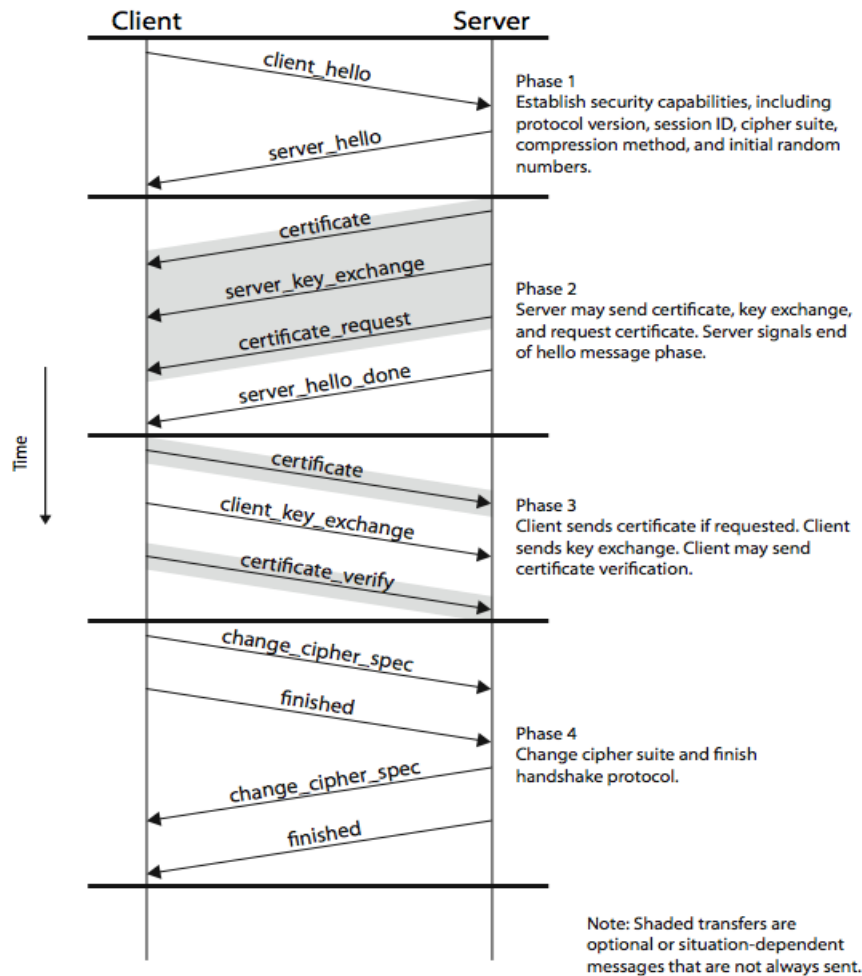 Client
Server
client_hello
Phase 1
Establish security capabilities, including
protocol version, session ID, cipher suite,
compression method, and initial random
numbers.
server_hello
certificate
server_key_exchange
Phase 2
Server may send certificate, key exchange,
and request certificate. Server signals end
of hello message phase.
certificate_request
server_hello_done
Time
certificate
client_key_exchange
Phase 3
Client sends certificate if requested. Client
sends key exchange. Client may send
certificate verification.
certificate_verify
change_cipher_spec
finished
Phase 4
Change cipher suite and finish
handshake protocol.
change_cipher_spec
finished
Note: Shaded transfers are
optional or situation-dependent
messages that are not always sent.